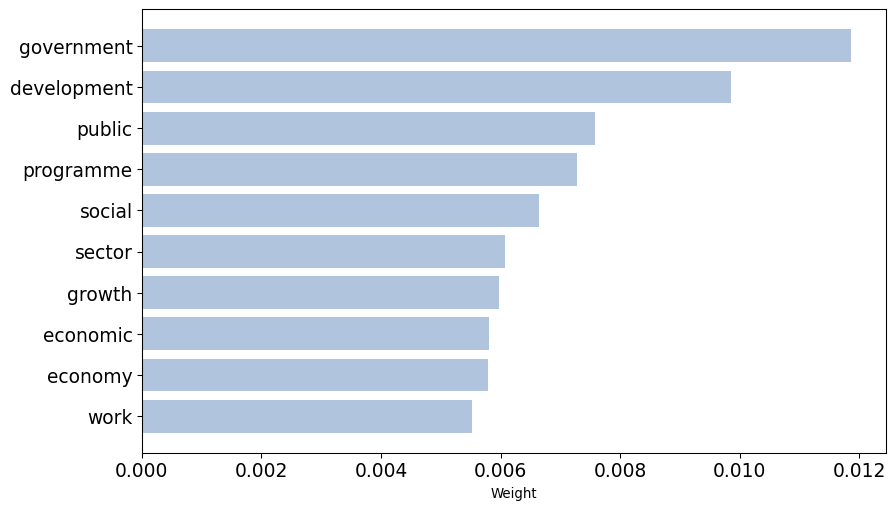 government
development
public
programme
social
sector
growth
economic
economy
work
0.000 0.002 0.004 0.006 0.008 0.010 0.012
Weight